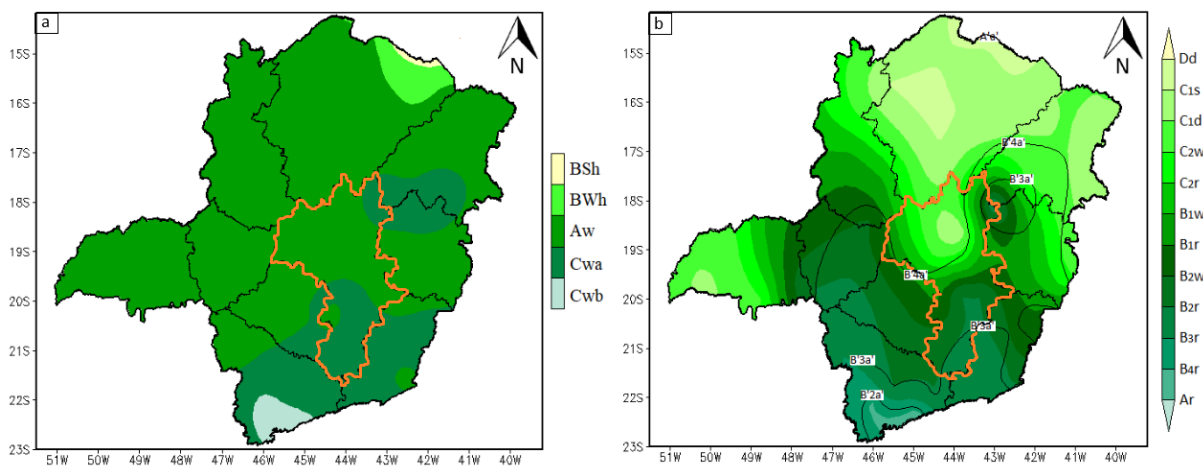 a
N
15S
16S
17S
18S
19S
20S
21S
22S
23S
51W 50W 49W 48W 47W 46W 45W 44W 43W 42W 41W 40W
BSh
BWh
Aw
Cwa
Cwb
b
A'a'
N
15S
16S
17S
18S
19S
20S
21S
22S
23S
51W 50W 49W 48W 47W 46W 45W 44W 43W 42W 41W 40W
B'4a'
B'3a'
B'4a'
B'3a'
B'3a'
B'2a'
Dd
C1s
C1d
C2w
C2r
B1w
B1r
B2w
B2r
B3r
B4r
Ar